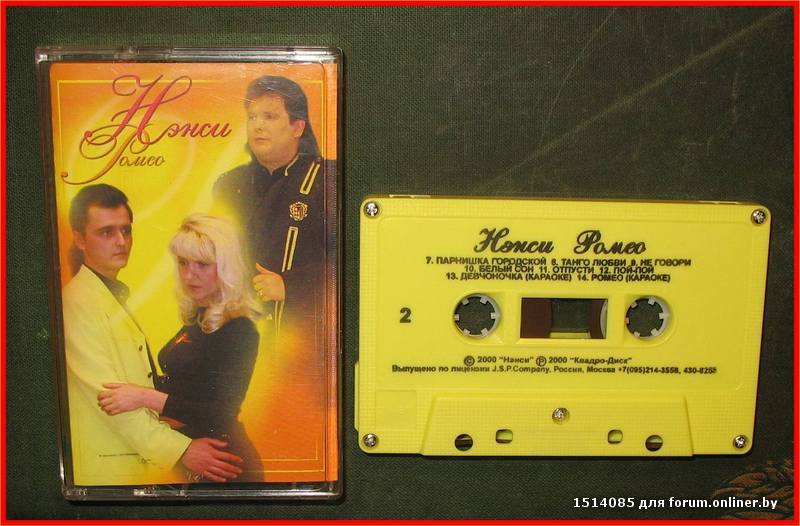 Нэнси
Ромео
Нэнси Ромео
7. ПАРНИШКА ГОРОДСКОЙ 8. ТАНГО ЛЮБВИ 9. НЕ ГОВОРИ
10. БЕЛЫЙ СОН 11. ОТПУСТИ 12. ПОЙ-ПОЙ
13. ДЕВЧОНОЧКА (КАРАОКЕ) 14. РОМЕО (КАРАОКЕ)
2
© 2000 "Нэнси" ℗ 2000 "Квадро-Диск"
Выпущено по лицензии J.S.P.Company, Россия, Москва +7(095)214-3558, 430-8258
1514085 для forum.onliner.by